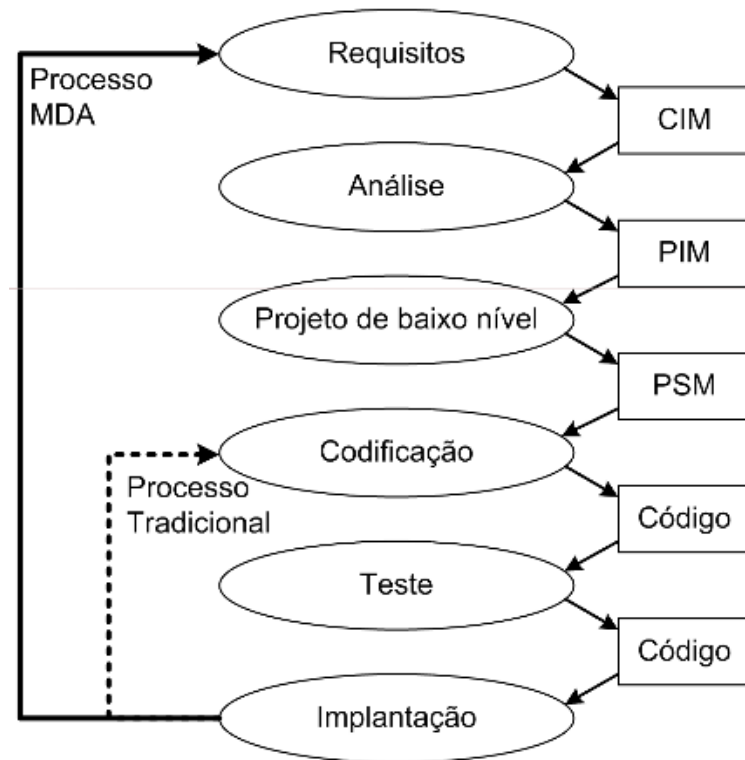 Requisitos
Processo
MDA
CIM
Análise
PIM
Projeto de baixo nível
PSM
Codificação
Processo
Tradicional
Código
Teste
Código
Implantação